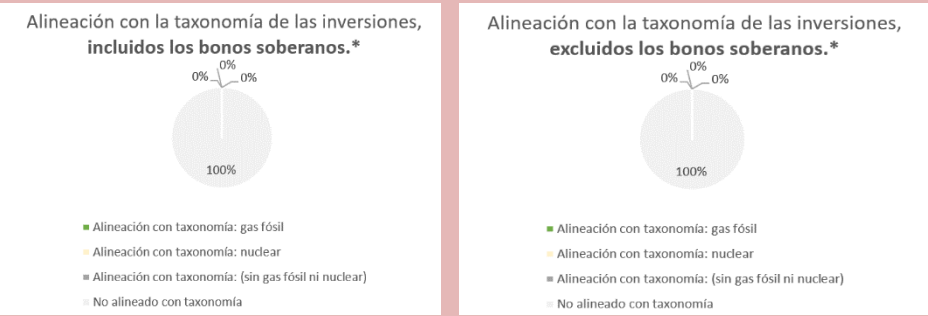 Alineación con la taxonomía de las inversiones,
incluidos los bonos soberanos.*
0%
0%
0%
100%
Alineación con taxonomía: gas fósil
Alineación con taxonomía: nuclear
Alineación con taxonomía: (sin gas fósil ni nuclear)
No alineado con taxonomía
Alineación con la taxonomía de las inversiones,
excluidos los bonos soberanos.*
0%
0%
0%
100%
Alineación con taxonomía: gas fósil
Alineación con taxonomía: nuclear
Alineación con taxonomía: (sin gas fósil ni nuclear)
No alineado con taxonomía